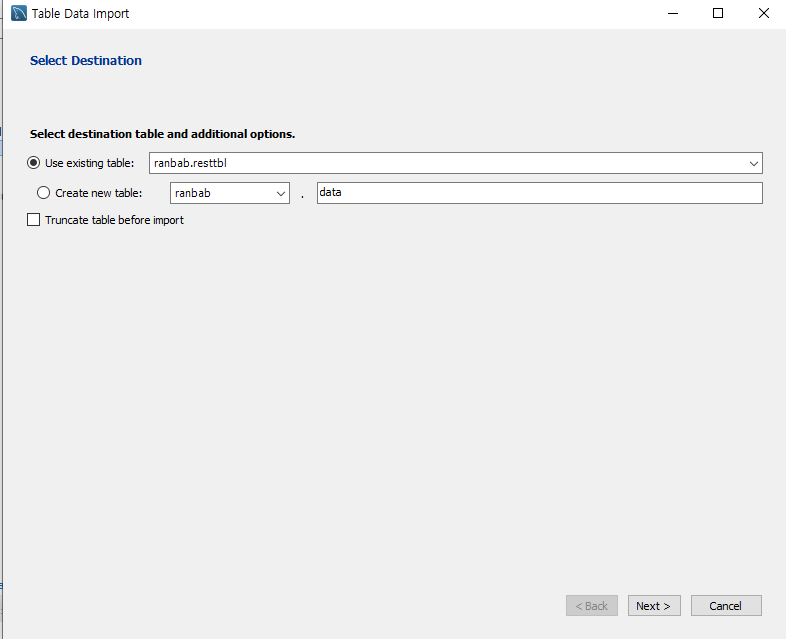 Table Data Import
Select Destination
Select destination table and additional options.
Use existing table: ranbab.resttbl
Create new table: ranbab . data
Truncate table before import
< Back Next > Cancel